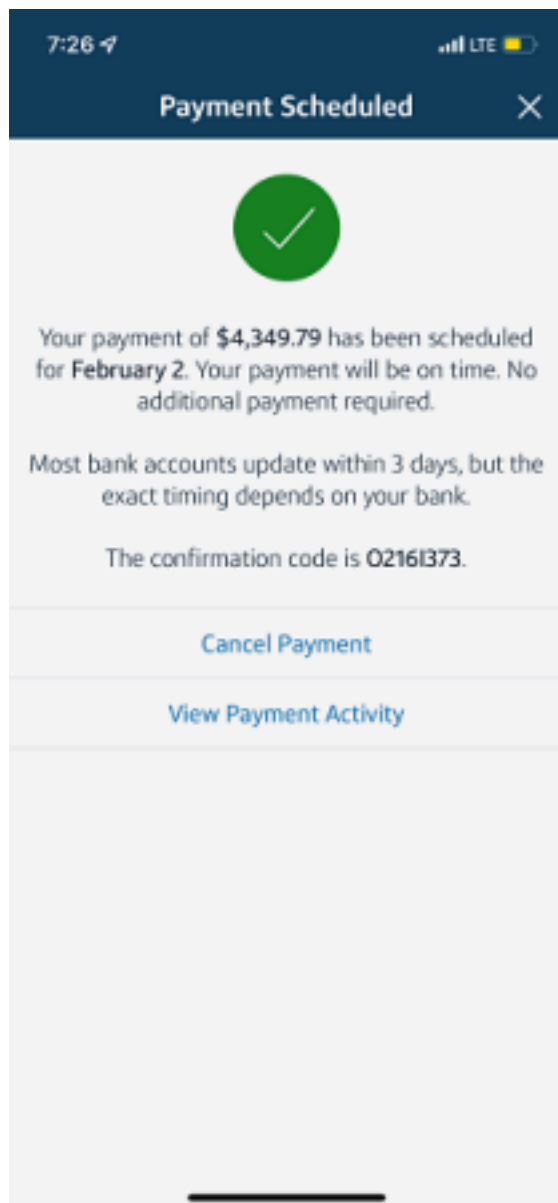 7:26
LTE
Payment Scheduled
Your payment of $4,349.79 has been scheduled
for February 2. Your payment will be on time. No
additional payment required.
Most bank accounts update within 3 days, but the
exact timing depends on your bank.
The confirmation code is O216I373.
Cancel Payment
View Payment Activity